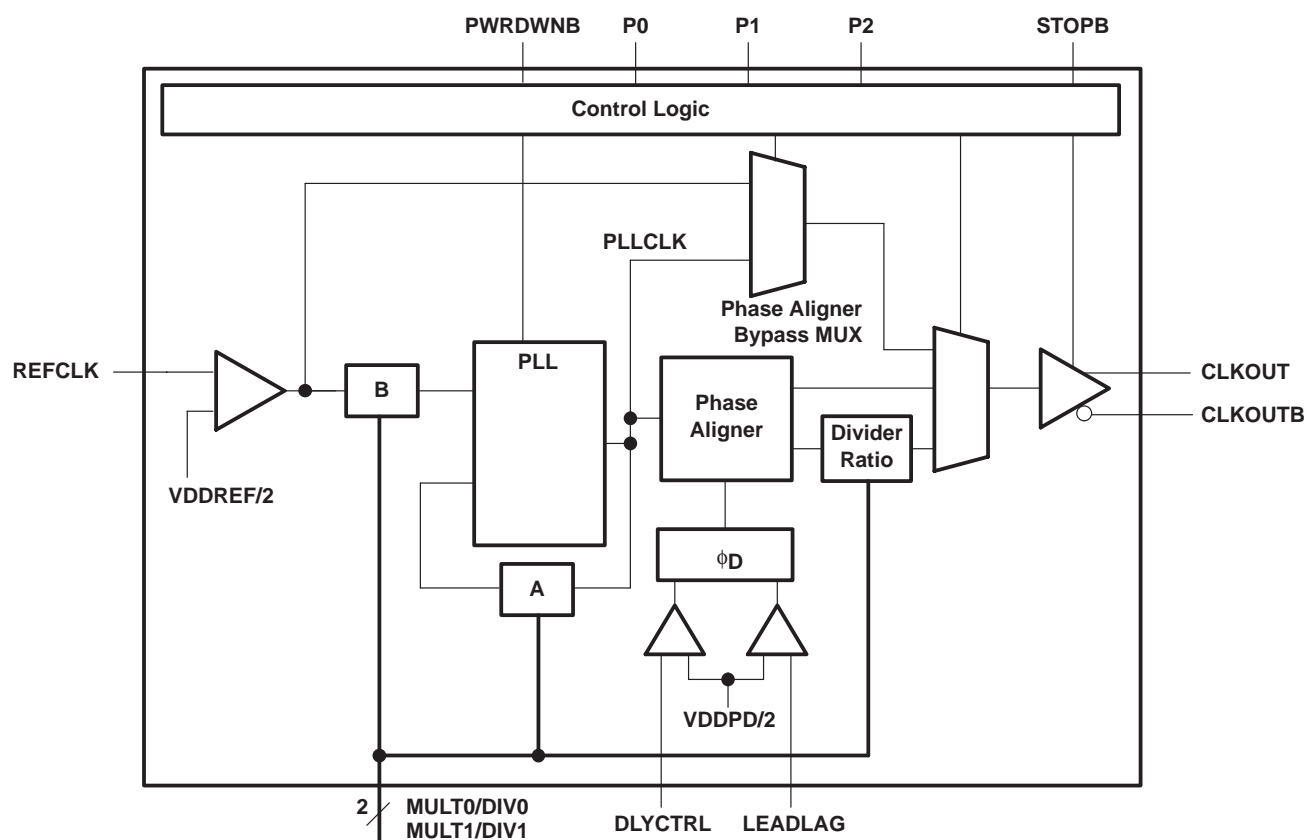 PWRDWNB P0 P1 P2 STOPB
Control Logic
PLLCLK
Phase Aligner
Bypass MUX
REFCLK
PLL
B
Phase
Aligner
Divider
Ratio
CLKOUT
CLKOUTB
VDDREF/2
ϕD
A
VDDPD/2
2 MULT0/DIV0
MULT1/DIV1
DLYCTRL LEADLAG